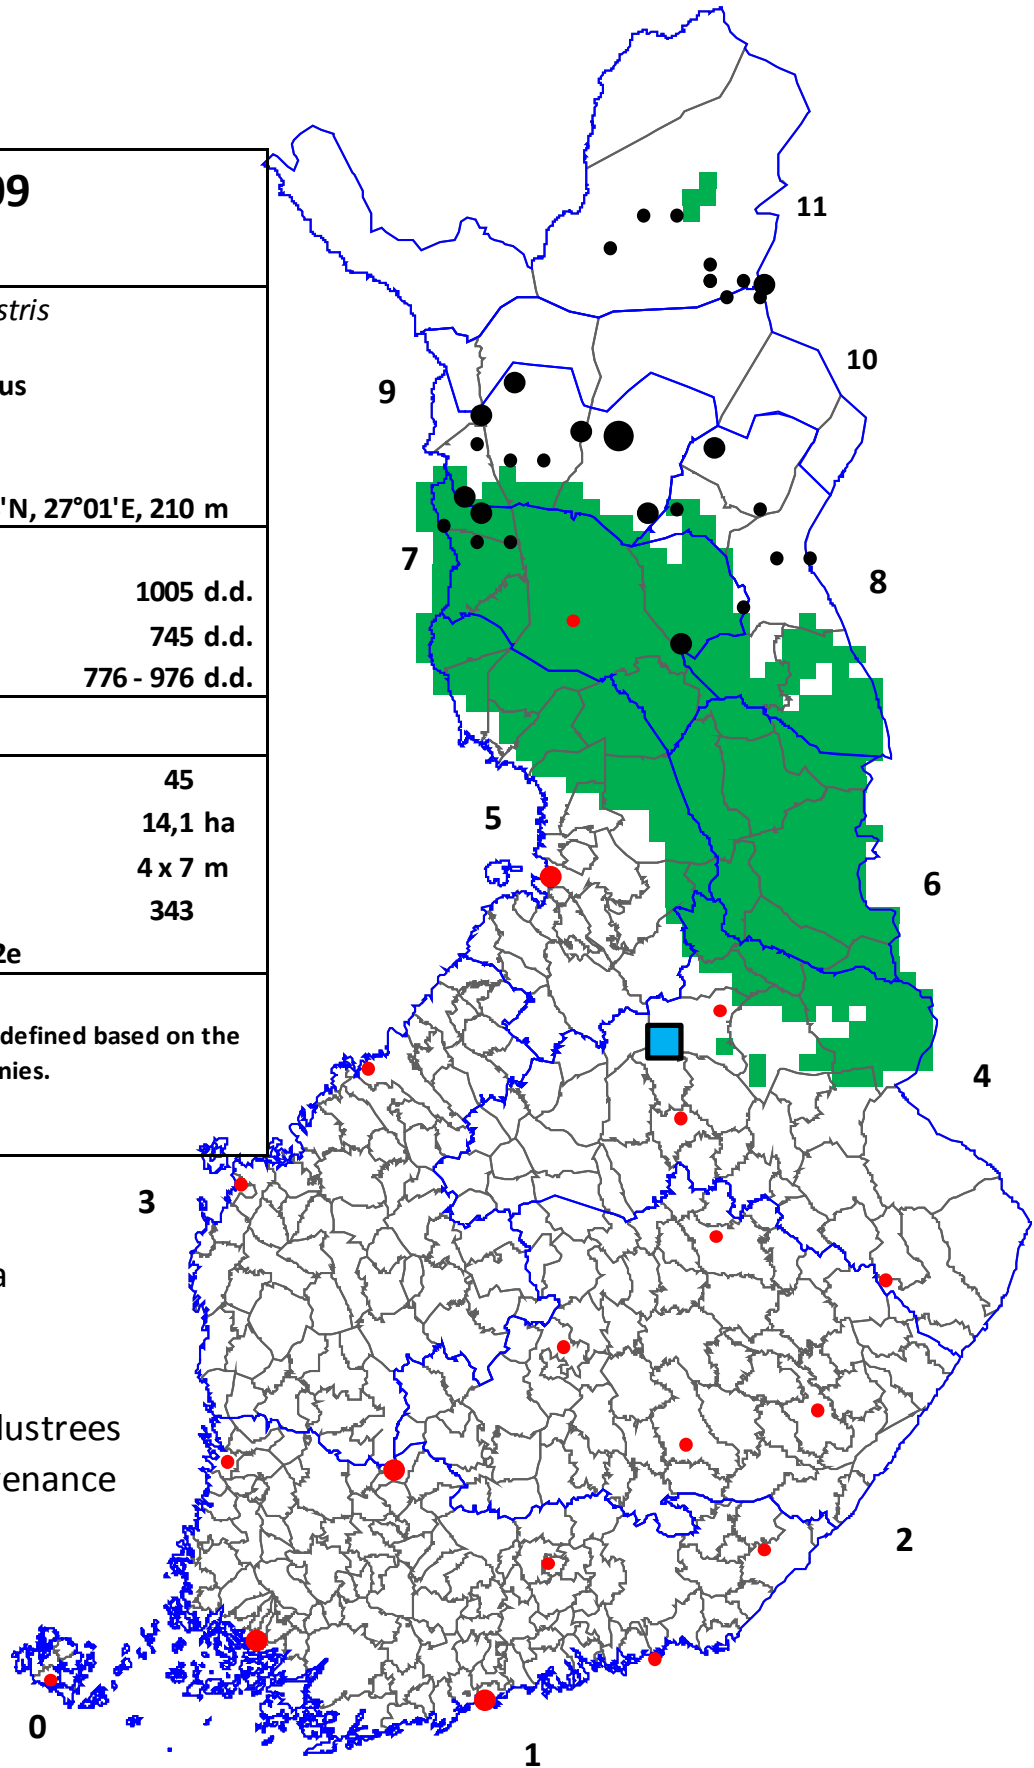 09
stris
us
'N, 27°01'E, 210 m
1005 d.d.
745 d.d.
776 - 976 d.d.
45
14,1 ha
4 x 7 m
343
2e
defined based on the
nies.
a
lustrees
venance
11
10
9
8
7
6
5
4
3
2
1
0